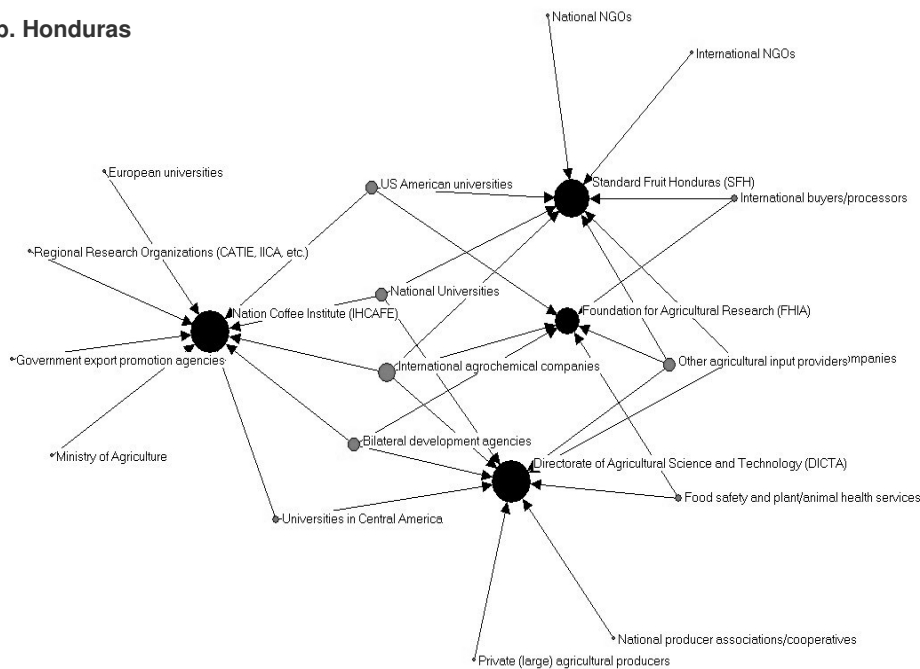 b. Honduras
National NGOs
International NGOs
European universities
US American universities
Standard Fruit Honduras (SFH)
International buyers/processors
Regional Research Organizations (CATIE, IICA, etc.)
National Universities
Nation Coffee Institute (IHCAFE)
Foundation for Agricultural Research (FHIA)
Government export promotion agencies
International agrochemical companies
Other agricultural input providers
Bilateral development agencies
Ministry of Agriculture
Directorate of Agricultural Science and Technology (DICTA)
Food safety and plant/animal health services
Universities in Central America
National producer associations/cooperatives
Private (large) agricultural producers